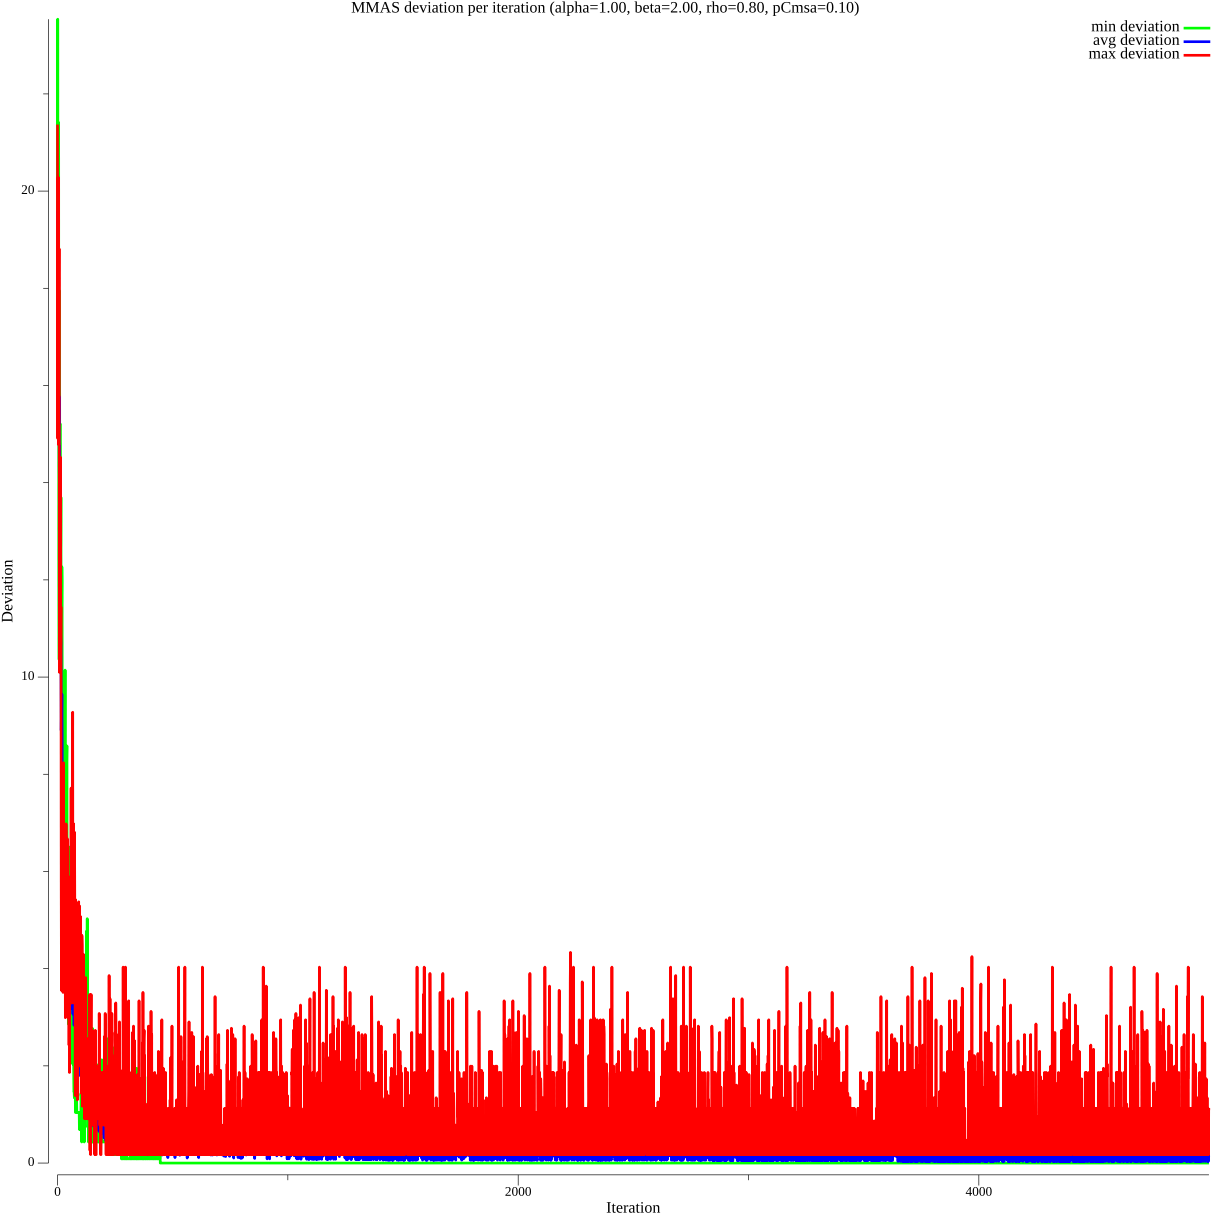 MMAS deviation per iteration (alpha=1.00, beta=2.00, rho=0.80, pCmsa=0.10)
min deviation
avg deviation
max deviation
20
10
0
Deviation
0
2000
4000
Iteration